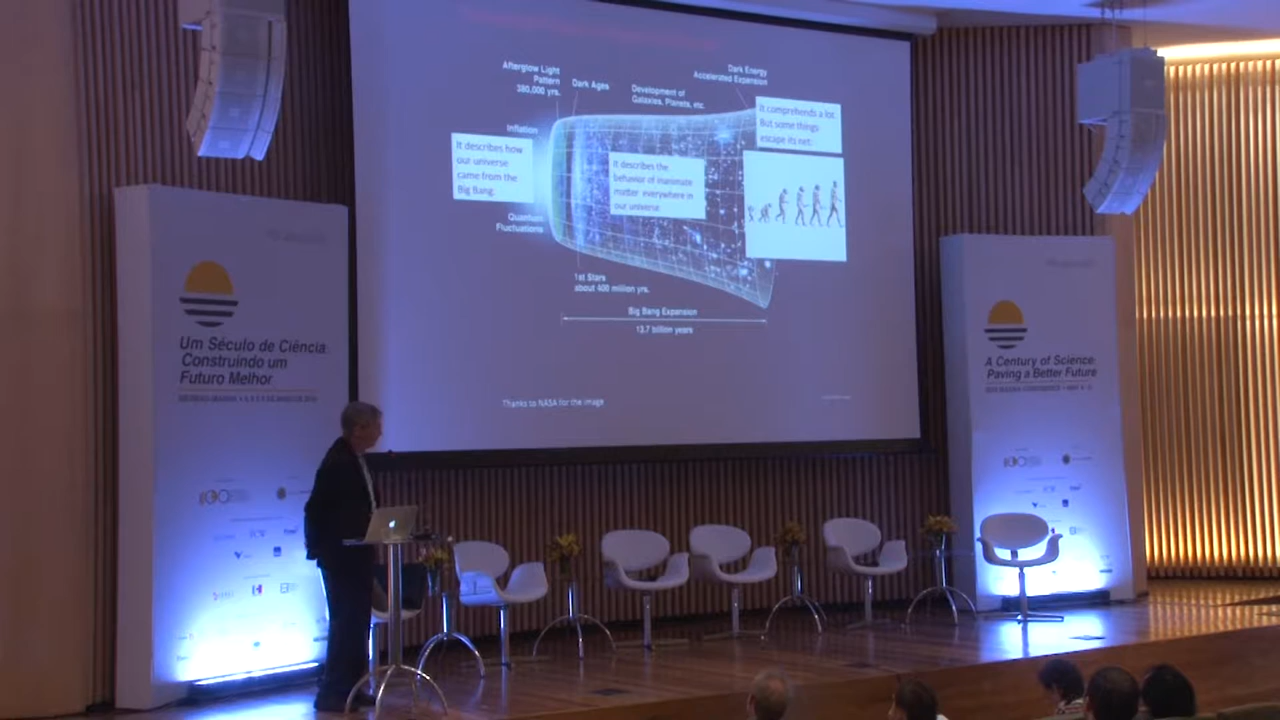 Afterglow Light
Pattern
380,000 yrs.
Dark Ages
Development of
Galaxies, Planets, etc.
Dark Energy
Accelerated Expansion
Inflation
It describes how
our universe
came from the
Big Bang.
It describes the
behavior of inanimate
matter everywhere in
our universe
It comprehends a lot.
But some things
escape its net.
Quantum
Fluctuations
1st Stars
about 400 million yrs.
Big Bang Expansion
13.7 billion years
Thanks to NASA for the image
Um Século de Ciência
Construindo um
Futuro Melhor
A Century of Science
Paving a Better Future